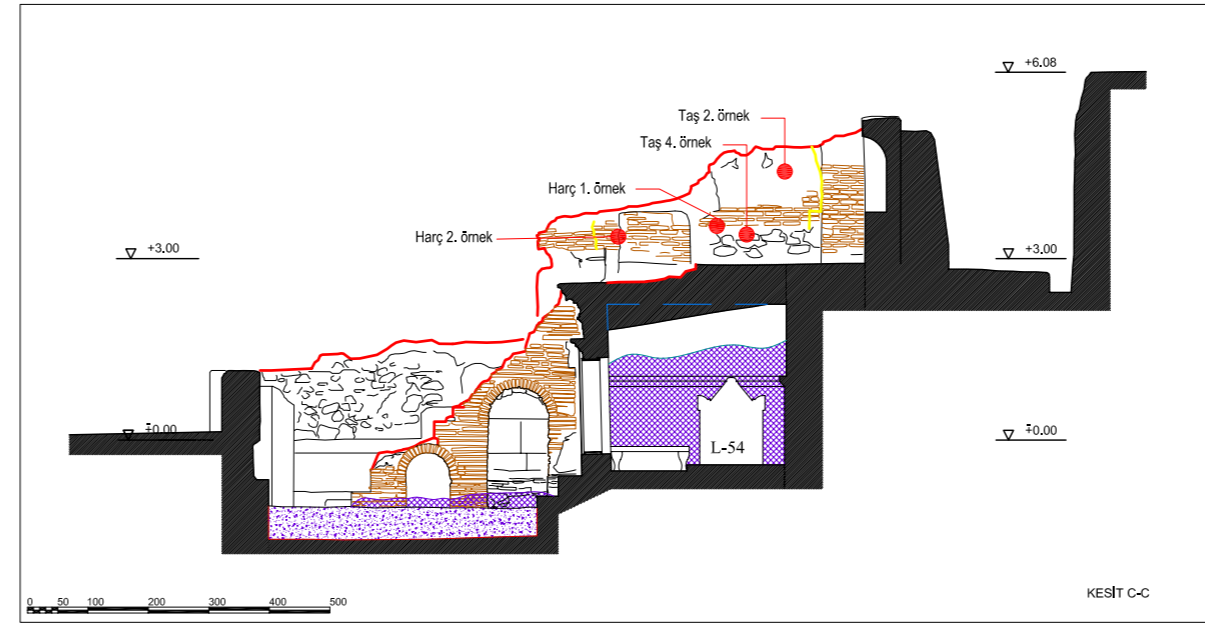 +6.08
Taş 2. örnek
Taş 4. örnek
Harç 1. örnek
Harç 2. örnek
+3.00
+3.00
∓0.00
∓0.00
L-54
0 50 100 200 300 400 500
KESİT C-C